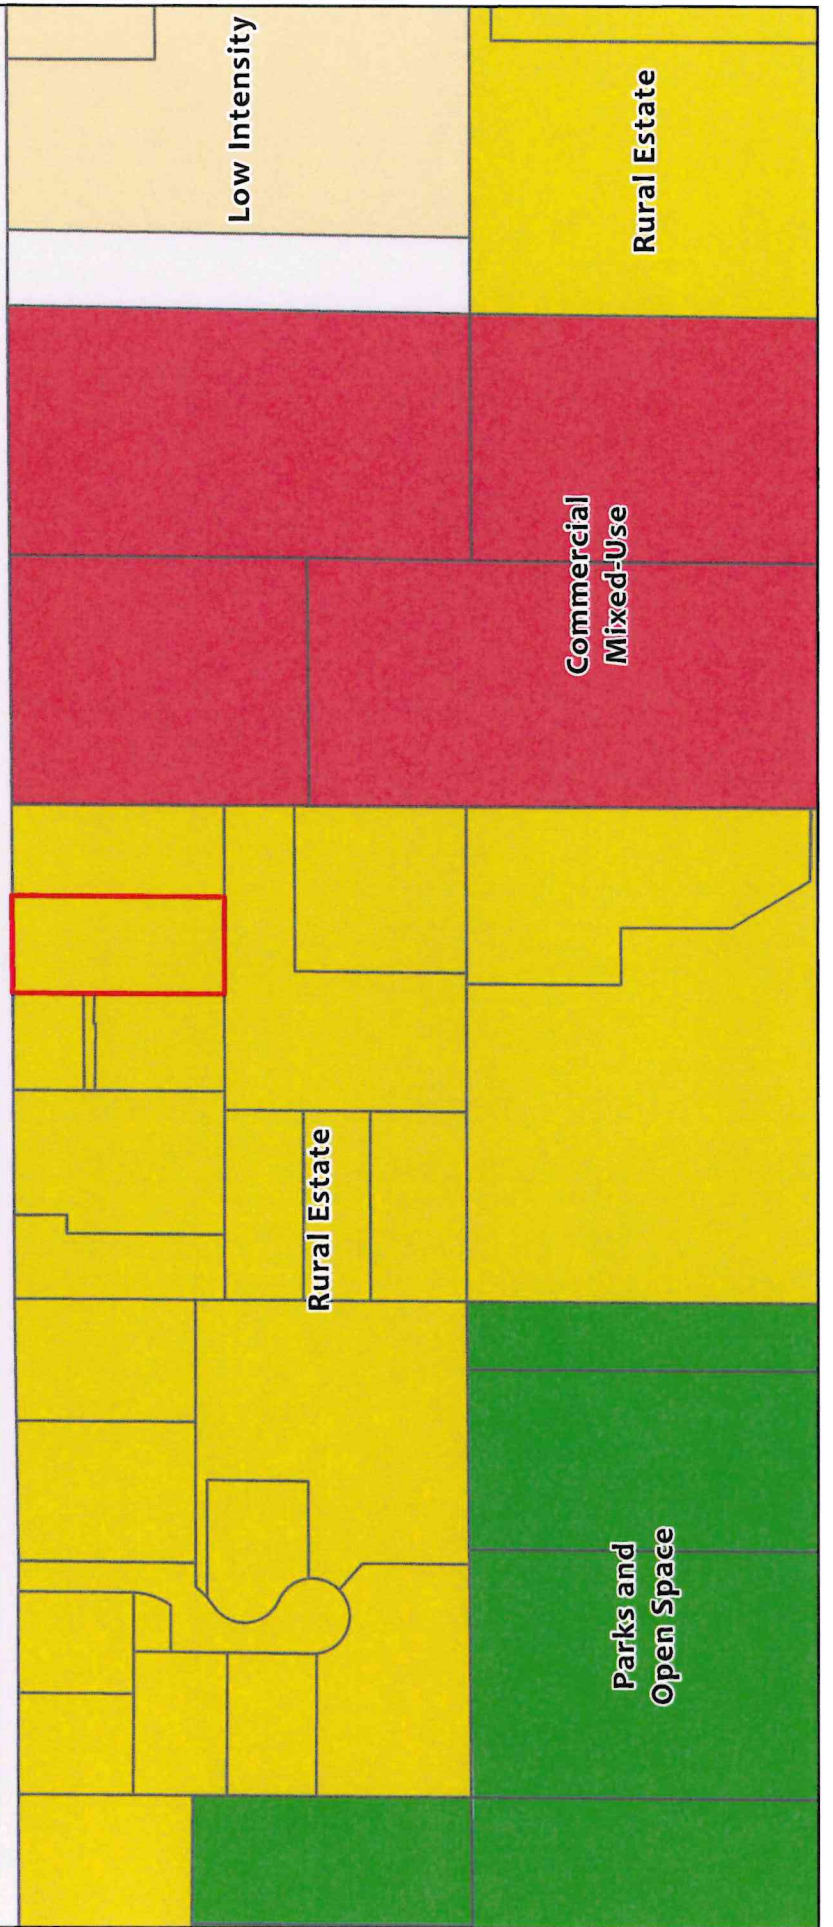 Low Intensity
Rural Estate
Commercial
Mixed-Use
Rural Estate
Parks and
Open Space